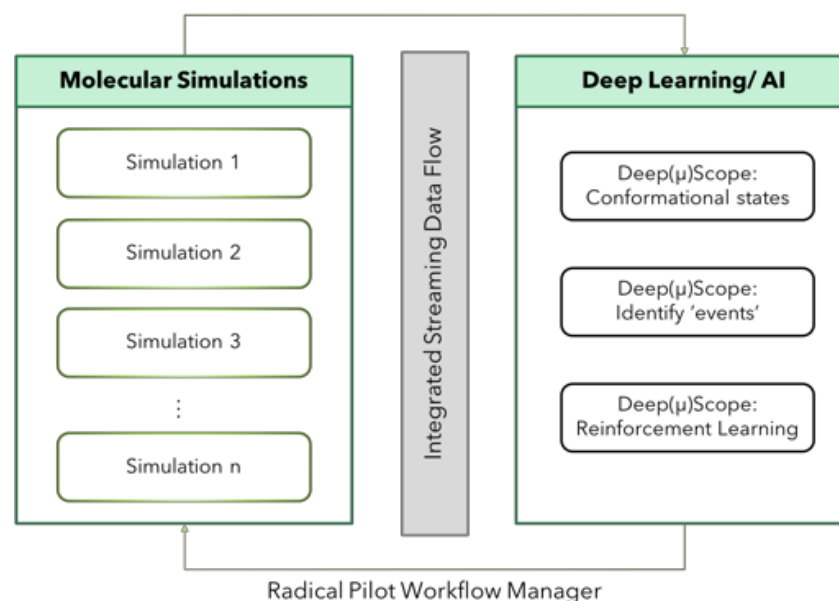 Molecular Simulations
Simulation 1
Simulation 2
Simulation 3
⋮
Simulation n
Integrated Streaming Data Flow
Deep Learning/ AI
Deep(μ)Scope:
Conformational states
Deep(μ)Scope:
Identify ‘events’
Deep(μ)Scope:
Reinforcement Learning
Radical Pilot Workflow Manager